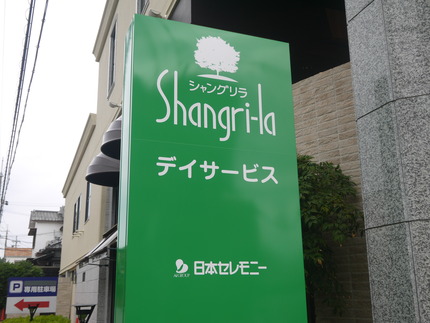 シャングリラ
Shangri-la
デイサービス
日本セレモニー
P 専用駐車場